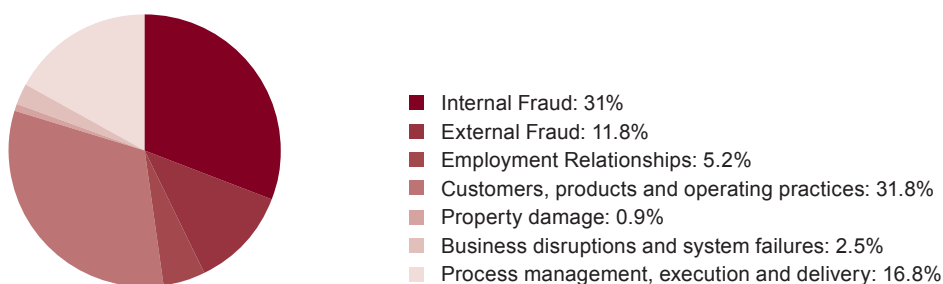 Internal Fraud: 31%
External Fraud: 11.8%
Employment Relationships: 5.2%
Customers, products and operating practices: 31.8%
Property damage: 0.9%
Business disruptions and system failures: 2.5%
Process management, execution and delivery: 16.8%